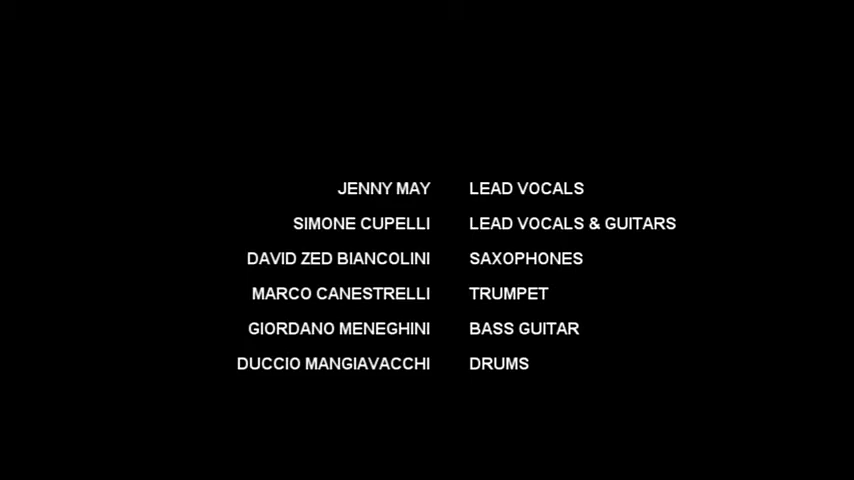 JENNY MAY LEAD VOCALS
SIMONE CUPELLI LEAD VOCALS & GUITARS
DAVID ZED BIANCOLINI SAXOPHONES
MARCO CANESTRELLI TRUMPET
GIORDANO MENEGHINI BASS GUITAR
DUCCIO MANGIAVACCHI DRUMS